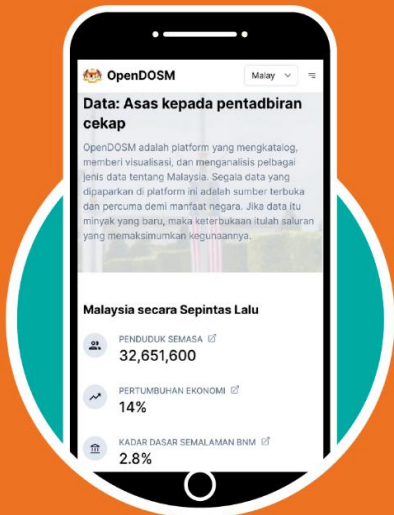 OpenDOSM
Malay
Data: Asas kepada pentadbiran
cekap
OpenDOSM adalah platform yang mengkatalog,
memberi visualisasi, dan menganalisis pelbagai
jenis data tentang Malaysia. Segala data yang
dipaparkan di platform ini adalah sumber terbuka
dan percuma demi manfaat negara. Jika data itu
minyak yang baru, maka keterbukaan itulah saluran
yang memaksimumkan kegunaannya.
Malaysia secara Sepintas Lalu
PENDUDUK SEMASA
32,651,600
PERTUMBUHAN EKONOMI
14%
KADAR DASAR SEMALAMAN BNM
2.8%